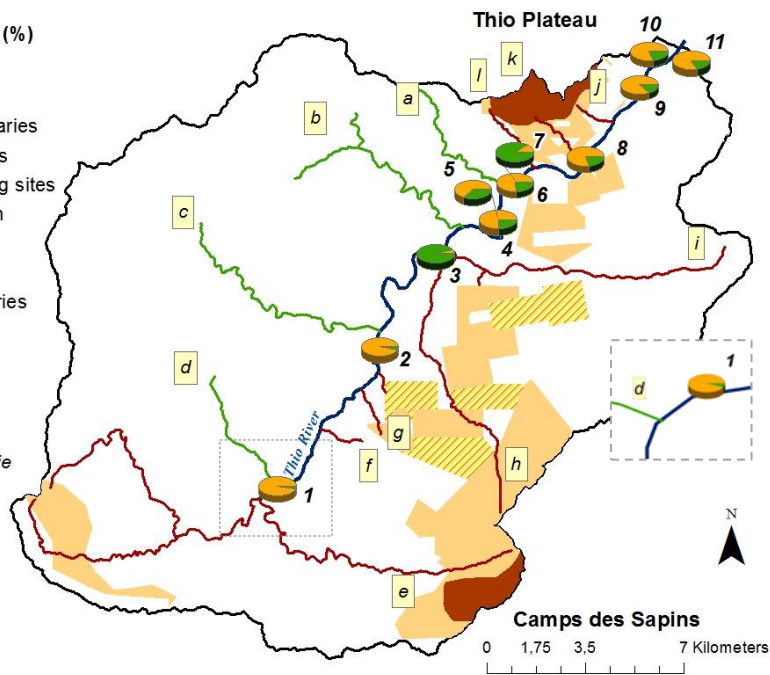 Thio Plateau
(%)
10
11
k
l
j
a
9
aries
b
7
8
s
5
g sites
6
n
c
4
i
3
ries
2
1
d
d
Thio River
g
ie
f
h
1
N
e
Camps des Sapins
0 1,75 3,5 7 Kilometers